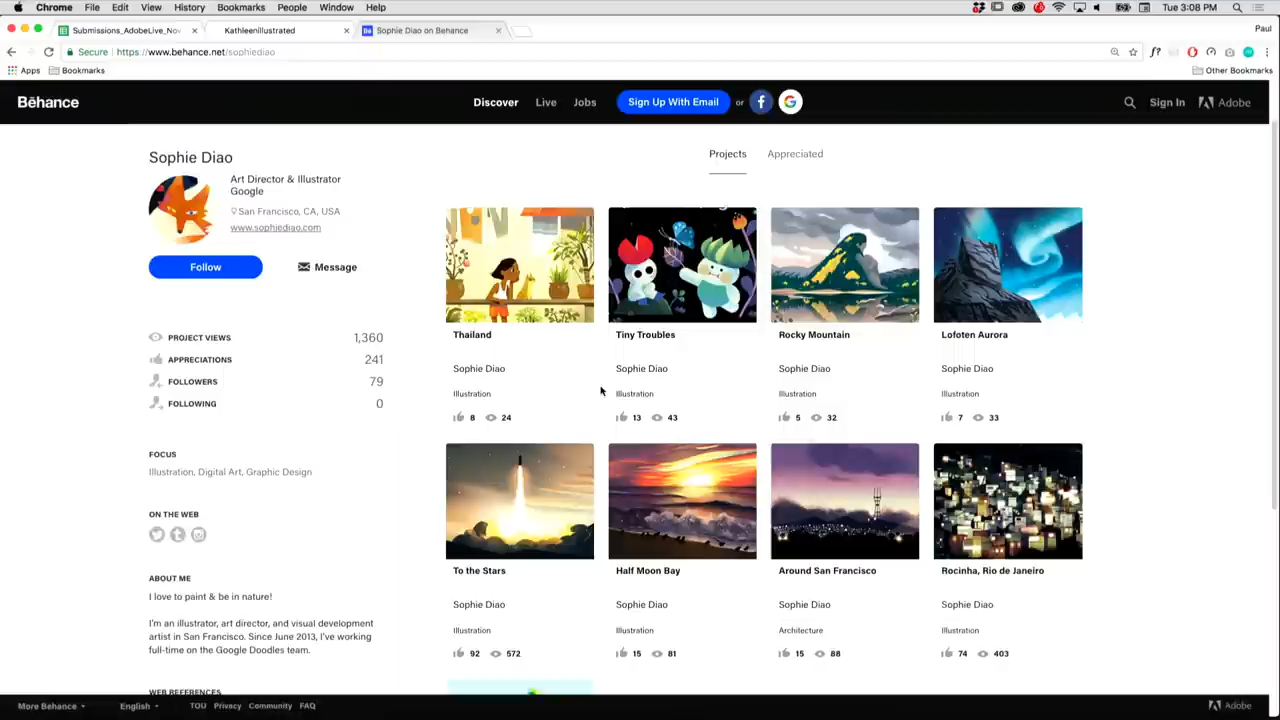 Chrome File Edit View History Bookmarks People Window Help Tue 3:08 PM
Submissions_AdobeLive_Nov KathleenIllustrated Sophie Diao on Behance Paul
Secure https://www.behance.net/sophiediao
Apps Bookmarks Other Bookmarks
Bēhance Discover Live Jobs Sign Up With Email or Sign In Adobe
Sophie Diao
Art Director & Illustrator
Google
San Francisco, CA, USA
www.sophiediao.com
Follow Message
PROJECT VIEWS 1,360
APPRECIATIONS 241
FOLLOWERS 79
FOLLOWING 0
FOCUS
Illustration, Digital Art, Graphic Design
ON THE WEB
ABOUT ME
I love to paint & be in nature!
I'm an illustrator, art director, and visual development
artist in San Francisco. Since June 2013, I've working
full-time on the Google Doodles team.
WEB REFERENCES
Projects Appreciated
Thailand Tiny Troubles Rocky Mountain Lofoten Aurora
Sophie Diao Sophie Diao Sophie Diao Sophie Diao
Illustration Illustration Illustration Illustration
8 24 13 43 5 32 7 33
To the Stars Half Moon Bay Around San Francisco Rocinha, Rio de Janeiro
Sophie Diao Sophie Diao Sophie Diao Sophie Diao
Illustration Illustration Architecture Illustration
92 572 15 81 15 88 74 403
More Behance English TOU Privacy Community FAQ Adobe